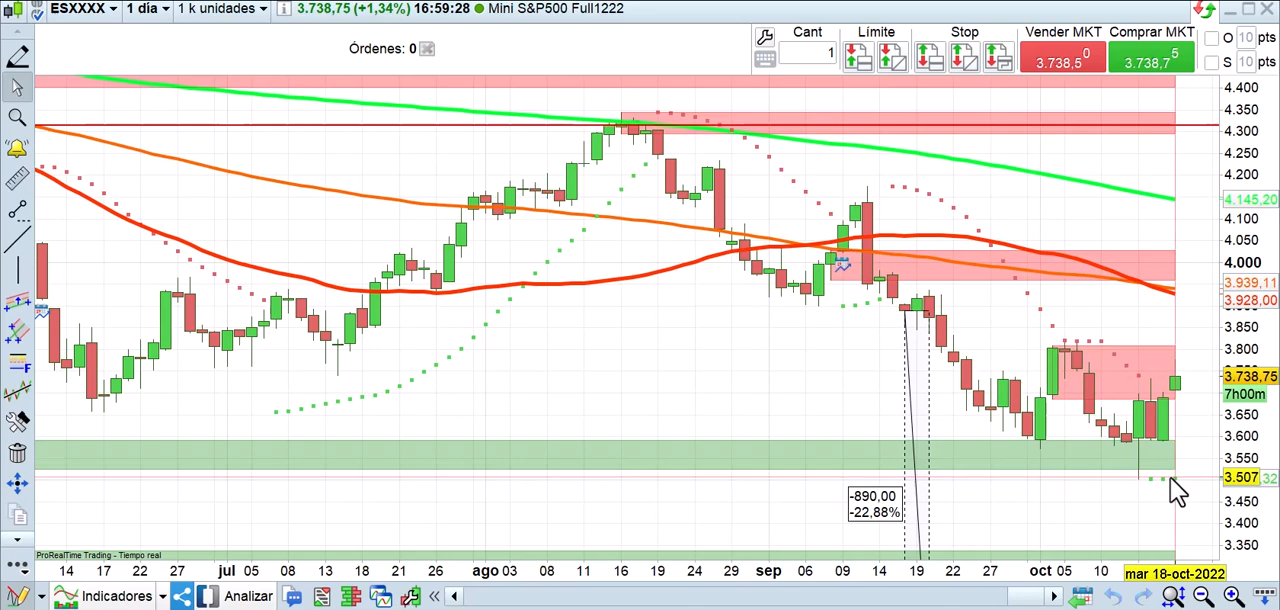 ESXXXX 1 día 1 k unidades 3.738,75 (+1,34%) 16:59:28 Mini S&P500 Full1222
Órdenes: 0
Cant Límite Stop Vender MKT Comprar MKT O 10 pts
1 3.738,50 3.738,75 S 10 pts
4.400
4.350
4.300
4.250
4.200
4.145,20
4.100
4.050
4.000
3.939,11
3.928,00
3.850
3.800
3.738,75
7h00m
3.650
3.600
3.550
3.507,32
3.450
3.400
3.350
-890,00
-22,88%
ProRealTime Trading - Tiempo real
14 17 22 27 jul 05 08 13 18 21 26 ago 03 08 11 16 19 24 29 sep 06 09 14 19 22 27 oct 05 10 mar 18-oct-2022
F
Indicadores Analizar